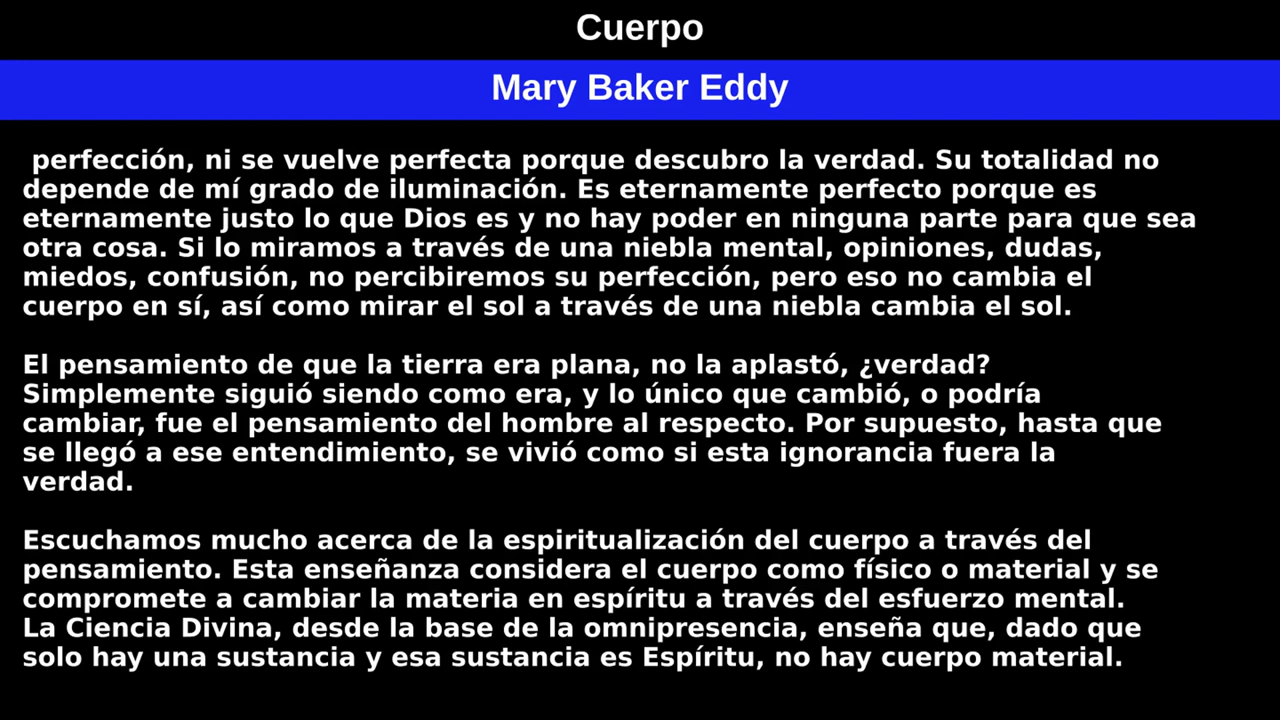 Cuerpo
Mary Baker Eddy
perfección, ni se vuelve perfecta porque descubro la verdad. Su totalidad no
depende de mí grado de iluminación. Es eternamente perfecto porque es
eternamente justo lo que Dios es y no hay poder en ninguna parte para que sea
otra cosa. Si lo miramos a través de una niebla mental, opiniones, dudas,
miedos, confusión, no percibiremos su perfección, pero eso no cambia el
cuerpo en sí, así como mirar el sol a través de una niebla cambia el sol.
El pensamiento de que la tierra era plana, no la aplastó, ¿verdad?
Simplemente siguió siendo como era, y lo único que cambió, o podría
cambiar, fue el pensamiento del hombre al respecto. Por supuesto, hasta que
se llegó a ese entendimiento, se vivió como si esta ignorancia fuera la
verdad.
Escuchamos mucho acerca de la espiritualización del cuerpo a través del
pensamiento. Esta enseñanza considera el cuerpo como físico o material y se
compromete a cambiar la materia en espíritu a través del esfuerzo mental.
La Ciencia Divina, desde la base de la omnipresencia, enseña que, dado que
solo hay una sustancia y esa sustancia es Espíritu, no hay cuerpo material.